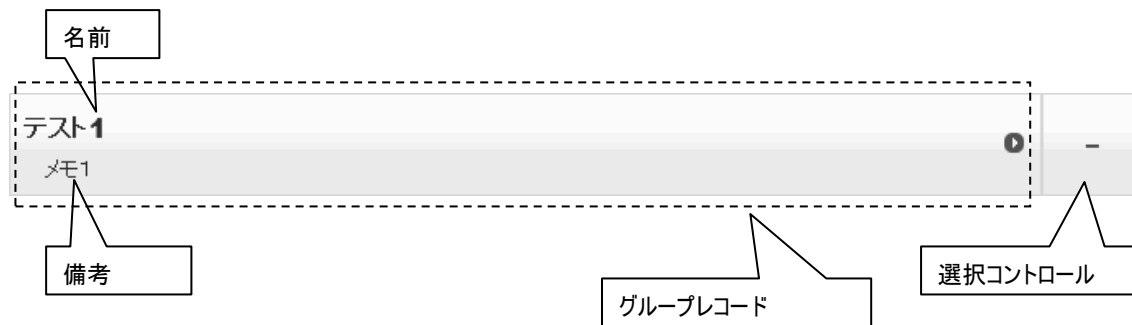 名前
テスト1
–
メモ1
備考
選択コントロール
グループレコード